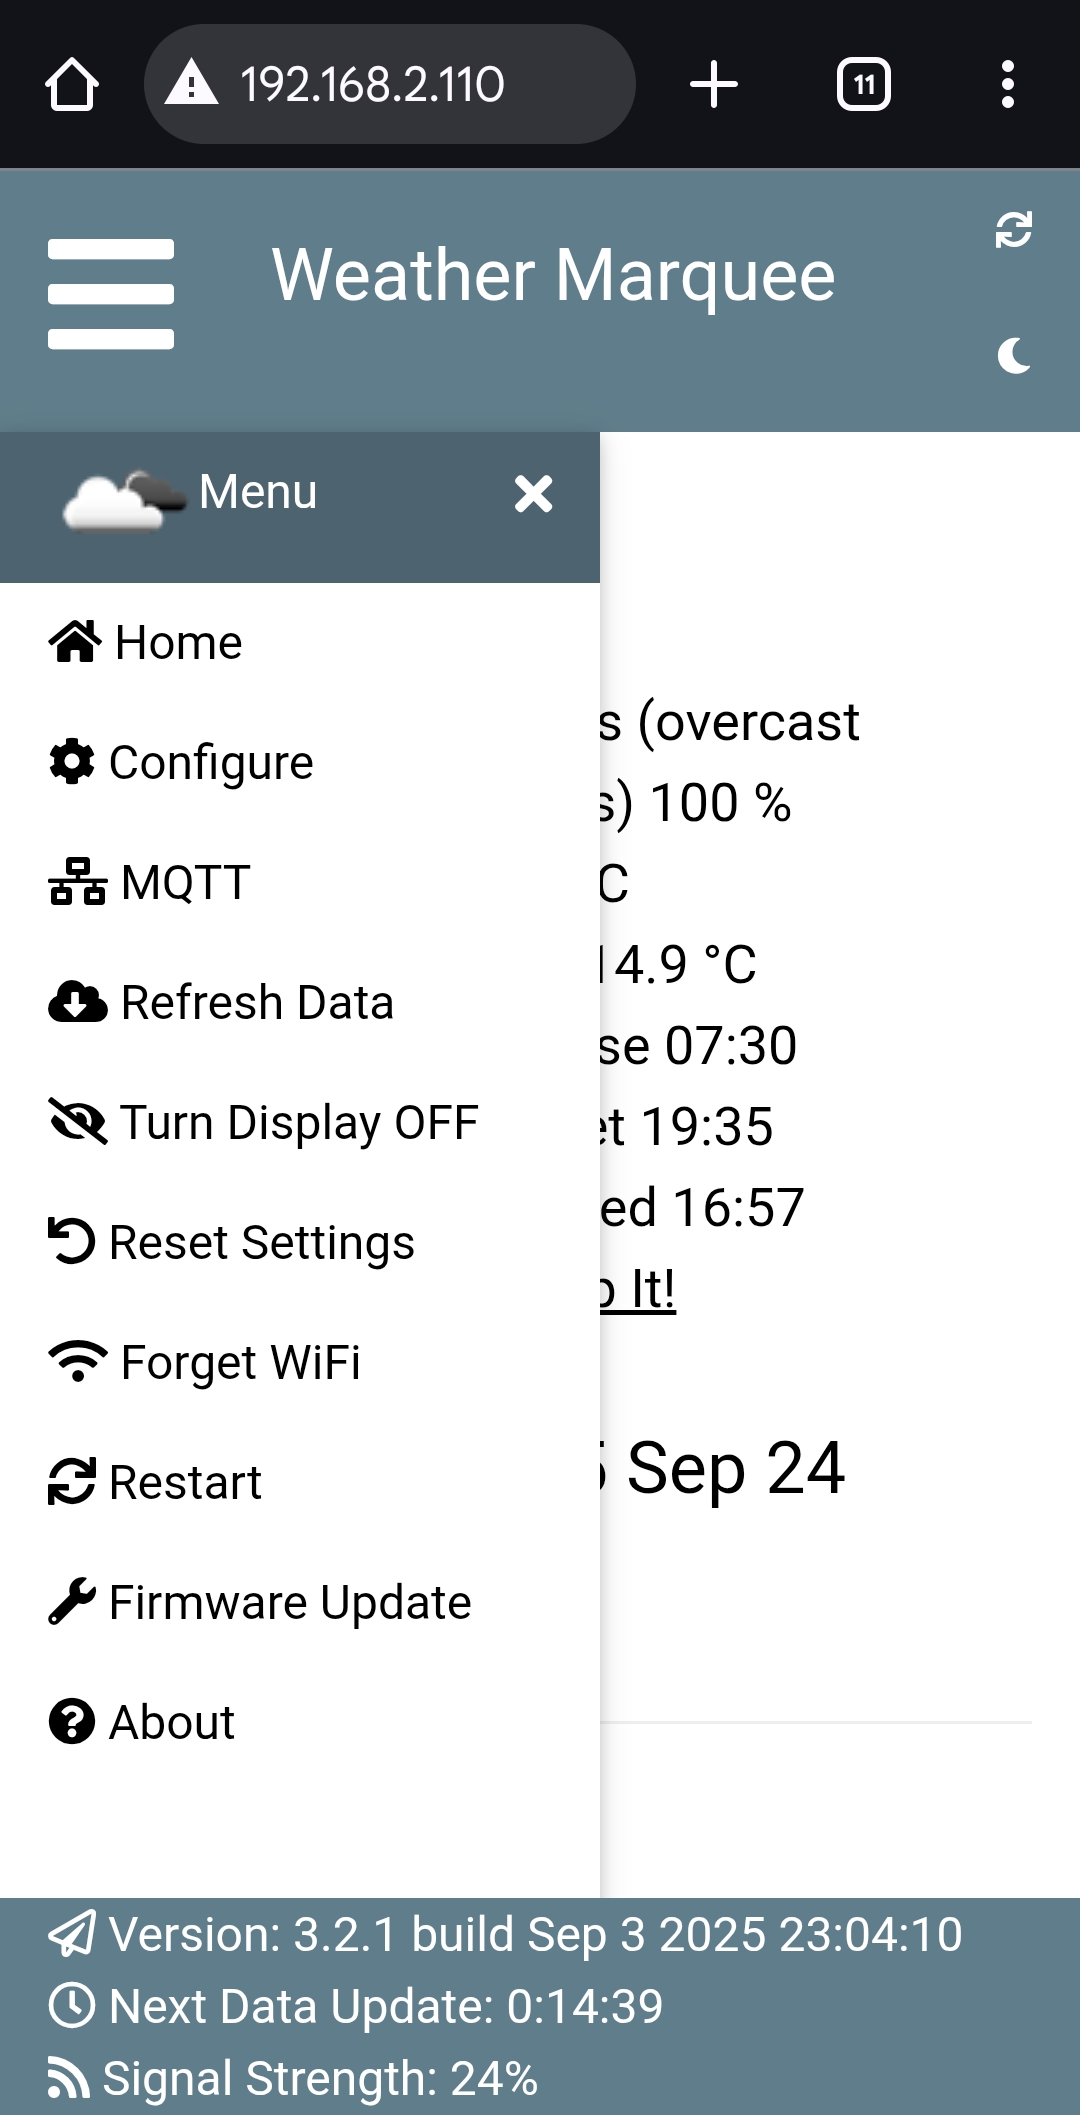 192.168.2.110
11
Weather Marquee
Menu
Home
s (overcast
Configure
s) 100 %
MQTT
C
14.9 °C
Refresh Data
se 07:30
Turn Display OFF
et 19:35
ed 16:57
Reset Settings
p It!
Forget WiFi
5 Sep 24
Restart
Firmware Update
About
Version: 3.2.1 build Sep 3 2025 23:04:10
Next Data Update: 0:14:39
Signal Strength: 24%